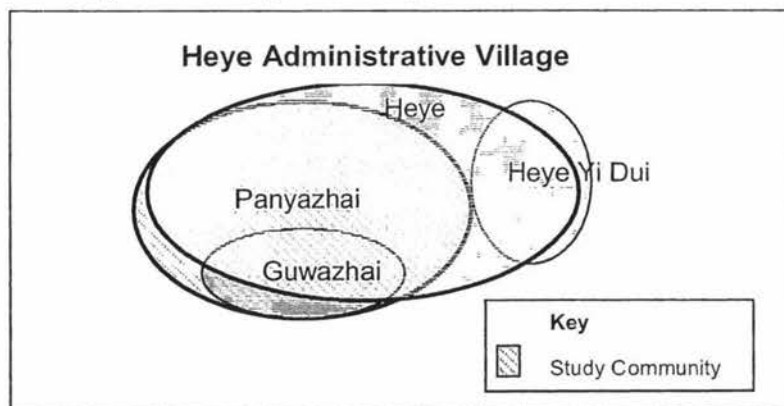 Heye Administrative Village
Heye
Heye Yi Dui
Panyazhai
Guwazhai
Key
Study Community